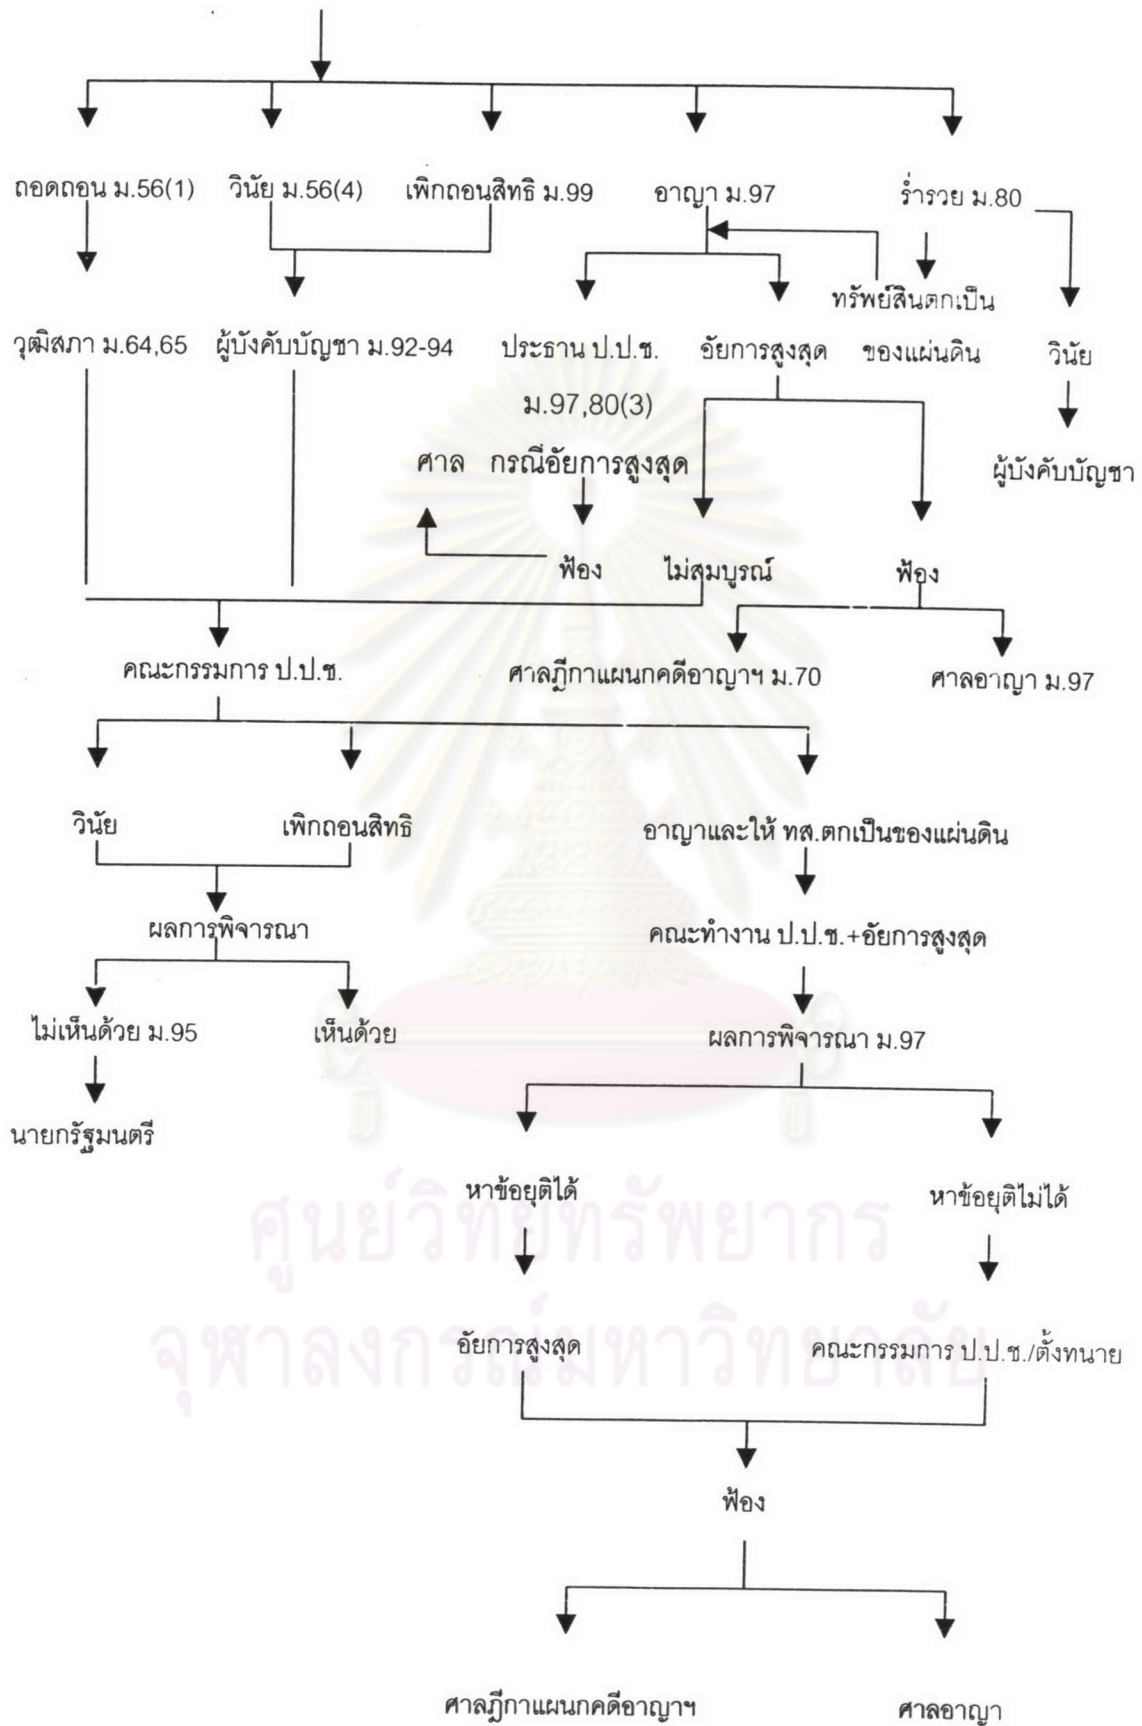 ถอดถอน ม.56(1) วินัย ม.56(4) เพิกถอนสิทธิ ม.99 อาญา ม.97 ร่ำรวย ม.80
ทรัพย์สินตกเป็น
วุฒิสภา ม.64,65 ผู้บังคับบัญชา ม.92-94 ประธาน ป.ป.ช. อัยการสูงสุด ของแผ่นดิน วินัย
ม.97,80(3)
ศาล กรณีอัยการสูงสุด ผู้บังคับบัญชา
ฟ้อง ไม่สมบูรณ์ ฟ้อง
คณะกรรมการ ป.ป.ช. ศาลฎีกาแผนกคดีอาญาฯ ม.70 ศาลอาญา ม.97
วินัย เพิกถอนสิทธิ อาญาและให้ ทส.ตกเป็นของแผ่นดิน
ผลการพิจารณา คณะทำงาน ป.ป.ช.+อัยการสูงสุด
ไม่เห็นด้วย ม.95 เห็นด้วย ผลการพิจารณา ม.97
นายกรัฐมนตรี
หาข้อยุติได้ หาข้อยุติไม่ได้
ศูนย์วิทยทรัพยากร
อัยการสูงสุด คณะกรรมการ ป.ป.ช./ตั้งทนาย
จุฬาลงกรณ์มหาวิทยาลัย
ฟ้อง
ศาลฎีกาแผนกคดีอาญาฯ ศาลอาญา